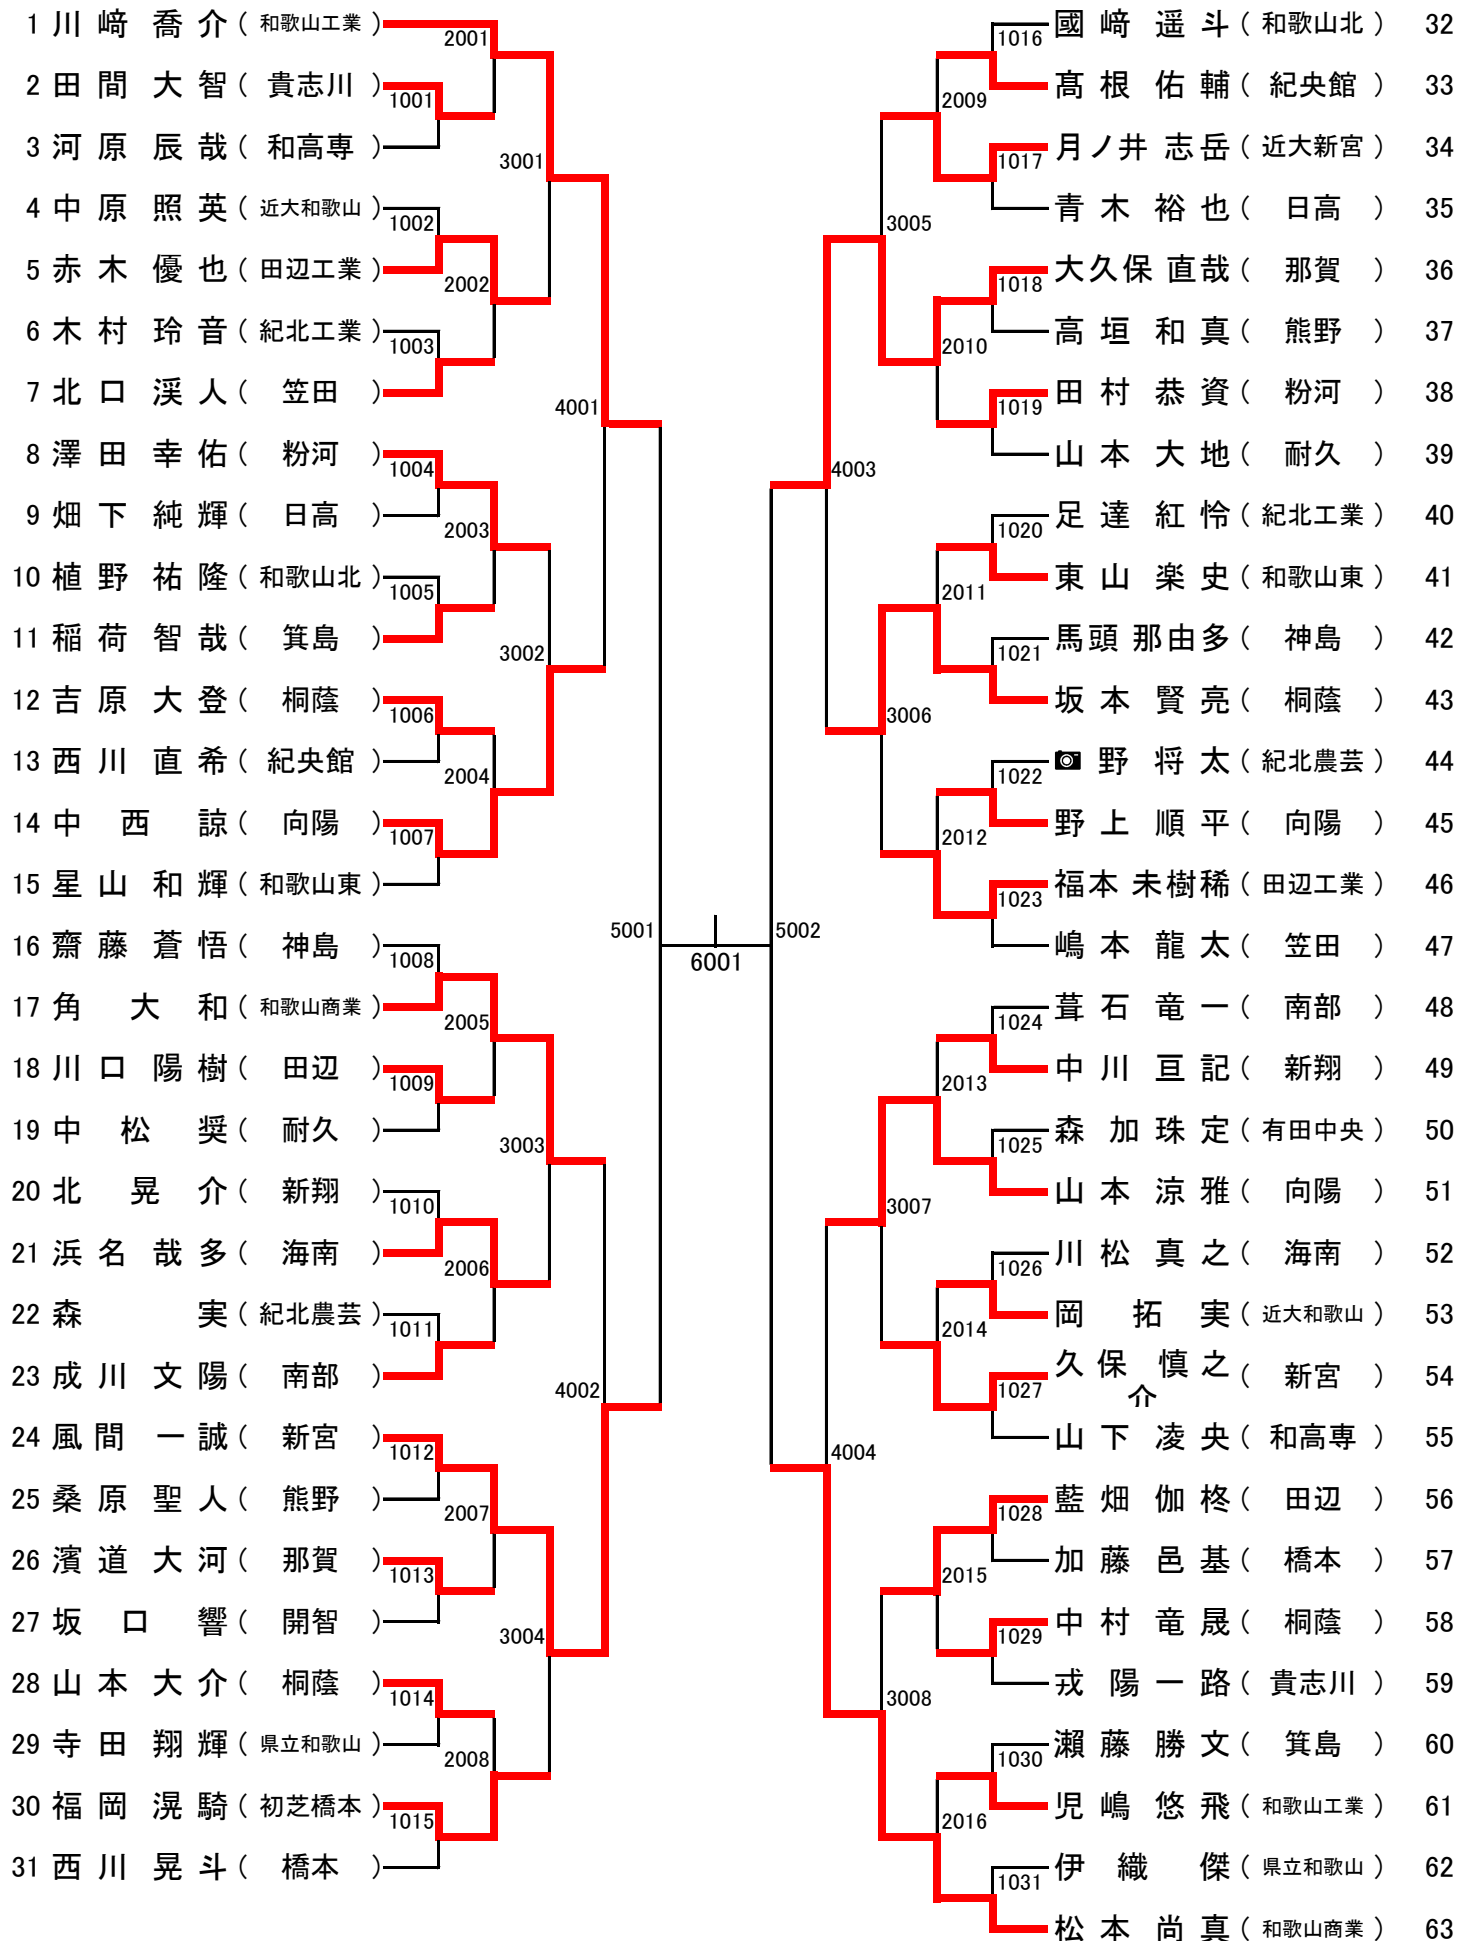 1 川﨑 喬介 ( 和歌山工業 )
2 田間 大智 ( 貴志川 )
3 河原 辰哉 ( 和高専 )
4 中原 照英 ( 近大和歌山 )
5 赤木 優也 ( 田辺工業 )
6 木村 玲音 ( 紀北工業 )
7 北口 渓人 ( 笠田 )
8 澤田 幸佑 ( 粉河 )
9 畑下 純輝 ( 日高 )
10 植野 祐隆 ( 和歌山北 )
11 稲荷 智哉 ( 箕島 )
12 吉原 大登 ( 桐蔭 )
13 西川 直希 ( 紀央館 )
14 中西 諒 ( 向陽 )
15 星山 和輝 ( 和歌山東 )
16 齋藤 蒼悟 ( 神島 )
17 角 大和 ( 和歌山商業 )
18 川口 陽樹 ( 田辺 )
19 中松 奨 ( 耐久 )
20 北 晃介 ( 新翔 )
21 浜名 哉多 ( 海南 )
22 森 実 ( 紀北農芸 )
23 成川 文陽 ( 南部 )
24 風間 一誠 ( 新宮 )
25 桑原 聖人 ( 熊野 )
26 濱道 大河 ( 那賀 )
27 坂口 響 ( 開智 )
28 山本 大介 ( 桐蔭 )
29 寺田 翔輝 ( 県立和歌山 )
30 福岡 滉騎 ( 初芝橋本 )
31 西川 晃斗 ( 橋本 )
1001
1002
1003
1004
1005
1006
1007
1008
1009
1010
1011
1012
1013
1014
1015
2001
2002
2003
2004
2005
2006
2007
2008
3001
3002
3003
3004
4001
4002
5001
6001
5002
4003
4004
3005
3006
3007
3008
2009
2010
2011
2012
2013
2014
2015
2016
1016
1017
1018
1019
1020
1021
1022
1023
1024
1025
1026
1027
1028
1029
1030
1031
國﨑 遥斗 ( 和歌山北 ) 32
髙根 佑輔 ( 紀央館 ) 33
月ノ井 志岳 ( 近大新宮 ) 34
青木 裕也 ( 日高 ) 35
大久保 直哉 ( 那賀 ) 36
高垣 和真 ( 熊野 ) 37
田村 恭資 ( 粉河 ) 38
山本 大地 ( 耐久 ) 39
足達 紅怜 ( 紀北工業 ) 40
東山 楽史 ( 和歌山東 ) 41
馬頭 那由多 ( 神島 ) 42
坂本 賢亮 ( 桐蔭 ) 43
野 将太 ( 紀北農芸 ) 44
野上 順平 ( 向陽 ) 45
福本 未樹稀 ( 田辺工業 ) 46
嶋本 龍太 ( 笠田 ) 47
葺石 竜一 ( 南部 ) 48
中川 亘記 ( 新翔 ) 49
森 加珠定 ( 有田中央 ) 50
山本 涼雅 ( 向陽 ) 51
川松 真之 ( 海南 ) 52
岡 拓実 ( 近大和歌山 ) 53
久保 慎之
介 ( 新宮 ) 54
山下 凌央 ( 和高専 ) 55
藍畑 伽柊 ( 田辺 ) 56
加藤 邑基 ( 橋本 ) 57
中村 竜晟 ( 桐蔭 ) 58
戎 陽一路 ( 貴志川 ) 59
瀬藤 勝文 ( 箕島 ) 60
児嶋 悠飛 ( 和歌山工業 ) 61
伊織 傑 ( 県立和歌山 ) 62
松本 尚真 ( 和歌山商業 ) 63